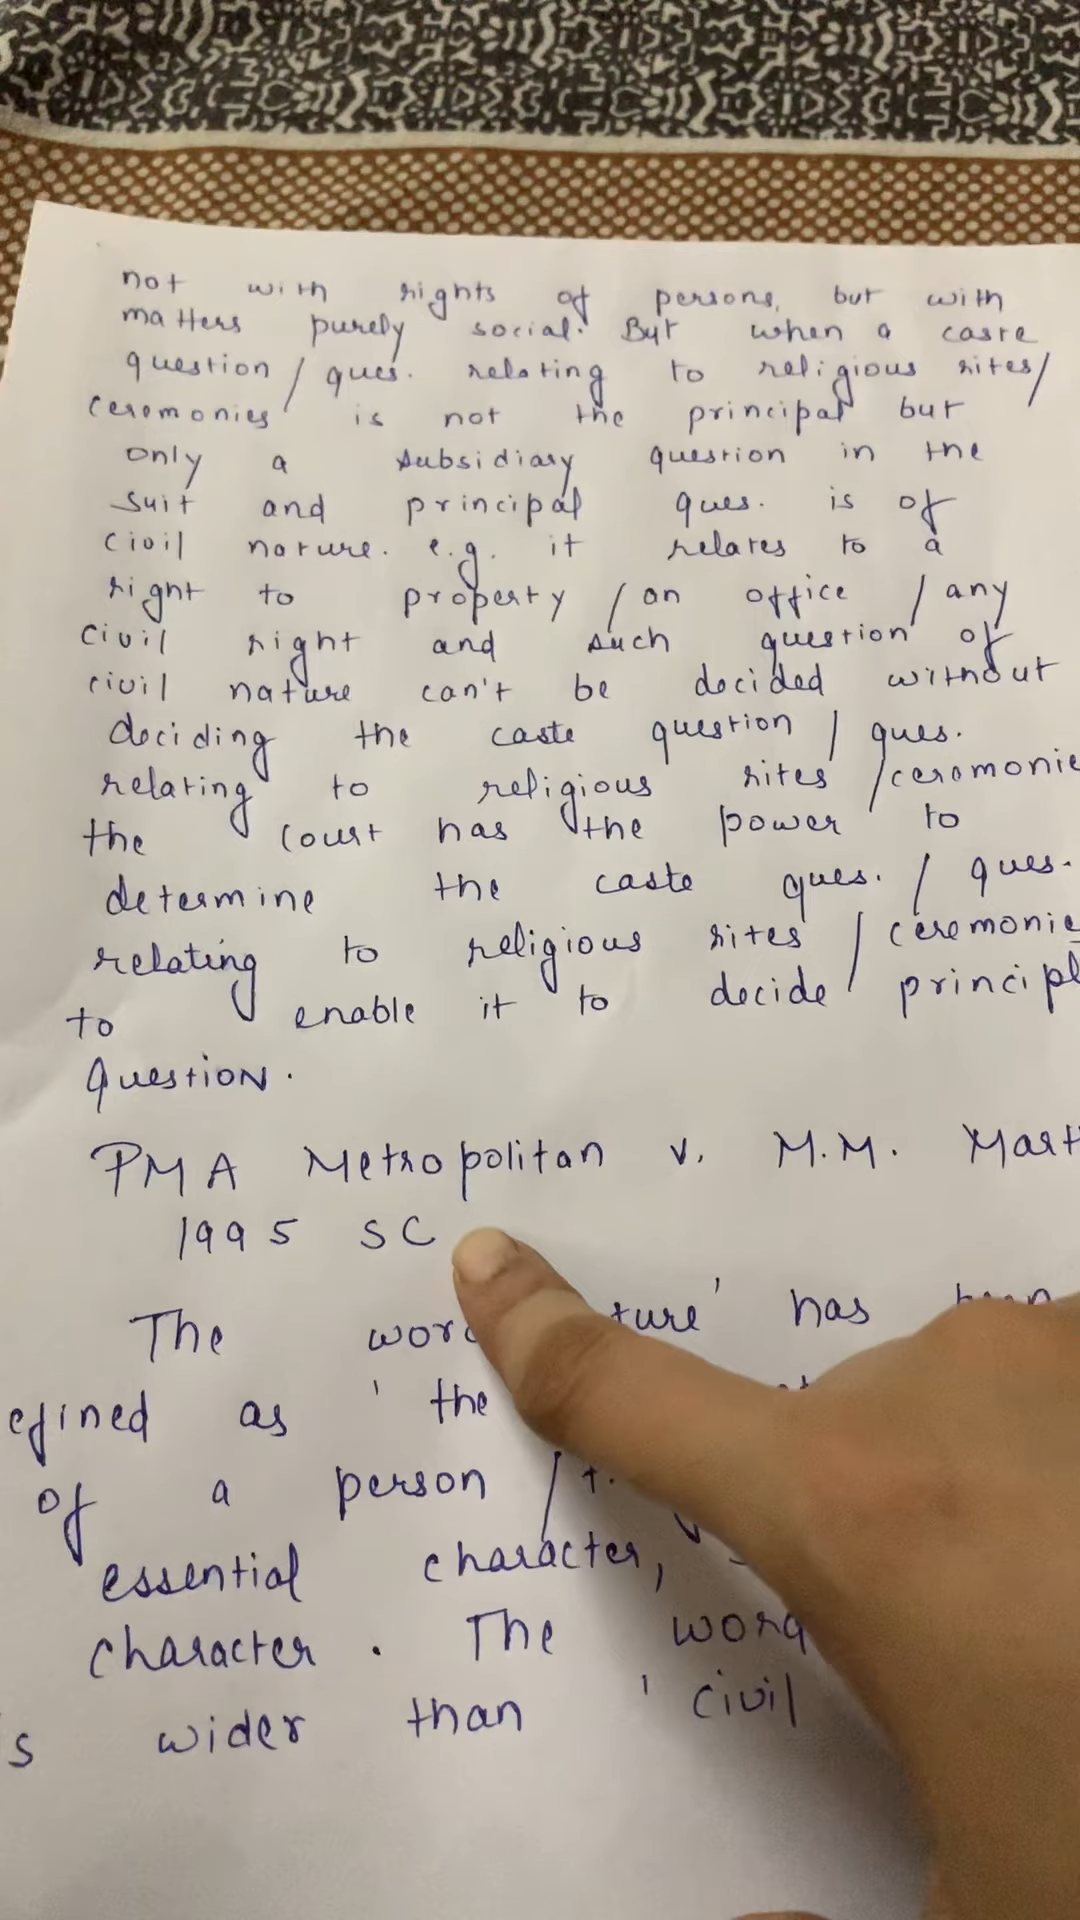 not with rights of persons, but with
matters purely social. But when a caste
question / ques. relating to religious rites/
ceremonies is not the principal but
only a subsidiary question in the
suit and principal ques. is of
civil nature. e.g. it relates to a
right to property / an office / any
civil right and such question of
civil nature can't be decided without
deciding the caste question / ques.
relating to religious rites / ceremonie
the court has the power to
determine the caste ques. / ques.
relating to religious rites / ceremonie
to enable it to decide principl
Question.
PMA Metropolitan v. M.M. Mart
1995 SC
The ture' has
efined as 'the
of a person /
essential character,
character. The
s wider than 'civil